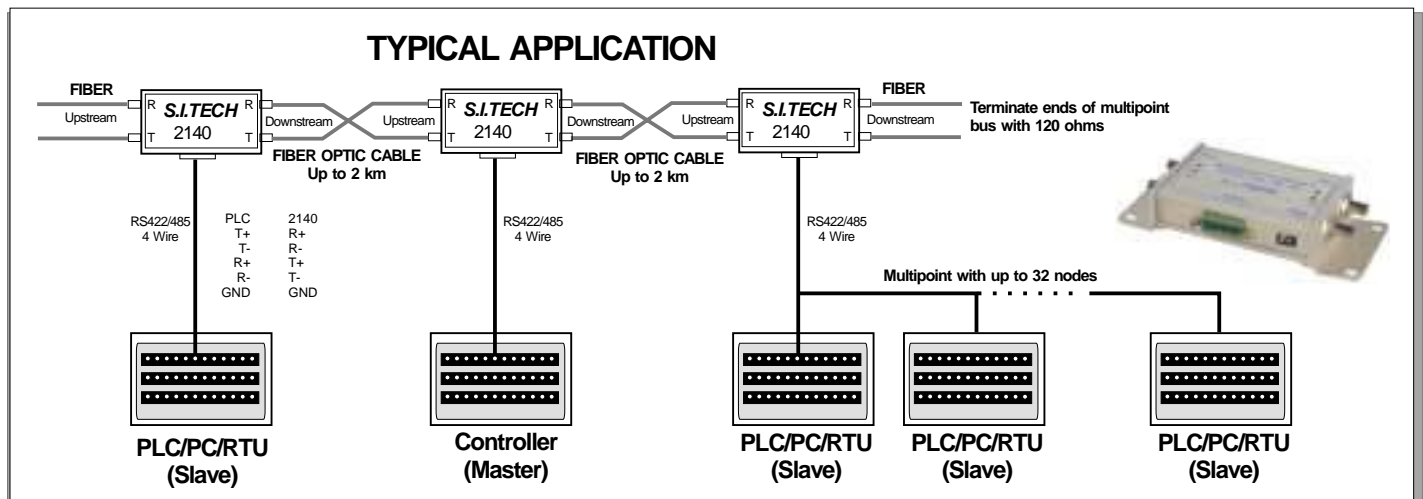 TYPICAL APPLICATION
FIBER
Upstream
R
T
S.I.TECH
2140
R
T
Downstream
FIBER OPTIC CABLE
Up to 2 km
Upstream
R
T
S.I.TECH
2140
R
T
Downstream
FIBER OPTIC CABLE
Up to 2 km
Upstream
R
T
S.I.TECH
2140
R
T
FIBER
Downstream
Terminate ends of multipoint
bus with 120 ohms
RS422/485
4 Wire
PLC 2140
T+ R+
T- R-
R+ T+
R- T-
GND GND
RS422/485
4 Wire
RS422/485
4 Wire
Multipoint with up to 32 nodes
PLC/PC/RTU
(Slave)
Controller
(Master)
PLC/PC/RTU
(Slave)
PLC/PC/RTU
(Slave)
PLC/PC/RTU
(Slave)